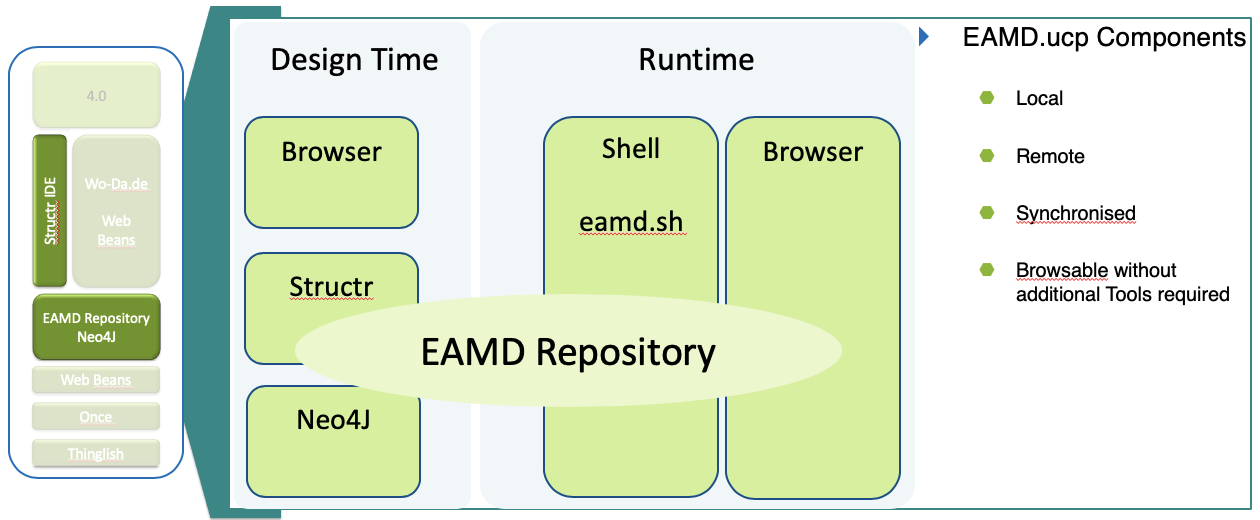 4.0
Structr IDE
Wo-Da.de
Web
Beans
EAMD Repository
Neo4J
Web Beans
Once
Thinglish
Design Time
Browser
Structr
Neo4J
Runtime
Shell
eamd.sh
Browser
EAMD Repository
EAMD.ucp Components
Local
Remote
Synchronised
Browsable without
additional Tools required